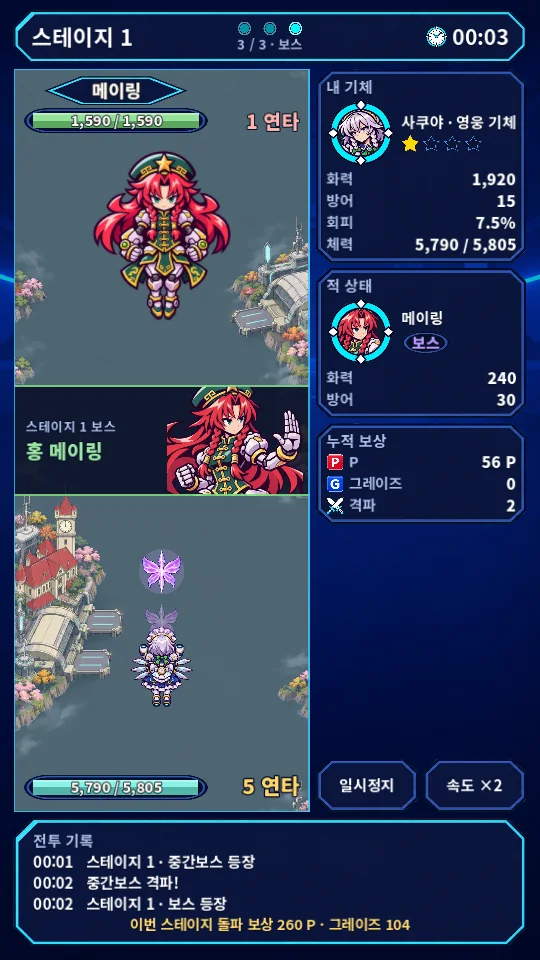 스테이지 1
3 / 3 · 보스
00:03
메이링
1,590 / 1,590
1 연타
스테이지 1 보스
홍 메이링
5,790 / 5,805
5 연타
내 기체
사쿠야 · 영웅 기체
화력 1,920
방어 15
회피 7.5%
체력 5,790 / 5,805
적 상태
메이링
보스
화력 240
방어 30
누적 보상
P P 56 P
G 그레이즈 0
격파 2
일시정지
속도 ×2
전투 기록
00:01 스테이지 1 · 중간보스 등장
00:02 중간보스 격파!
00:02 스테이지 1 · 보스 등장
이번 스테이지 돌파 보상 260 P · 그레이즈 104